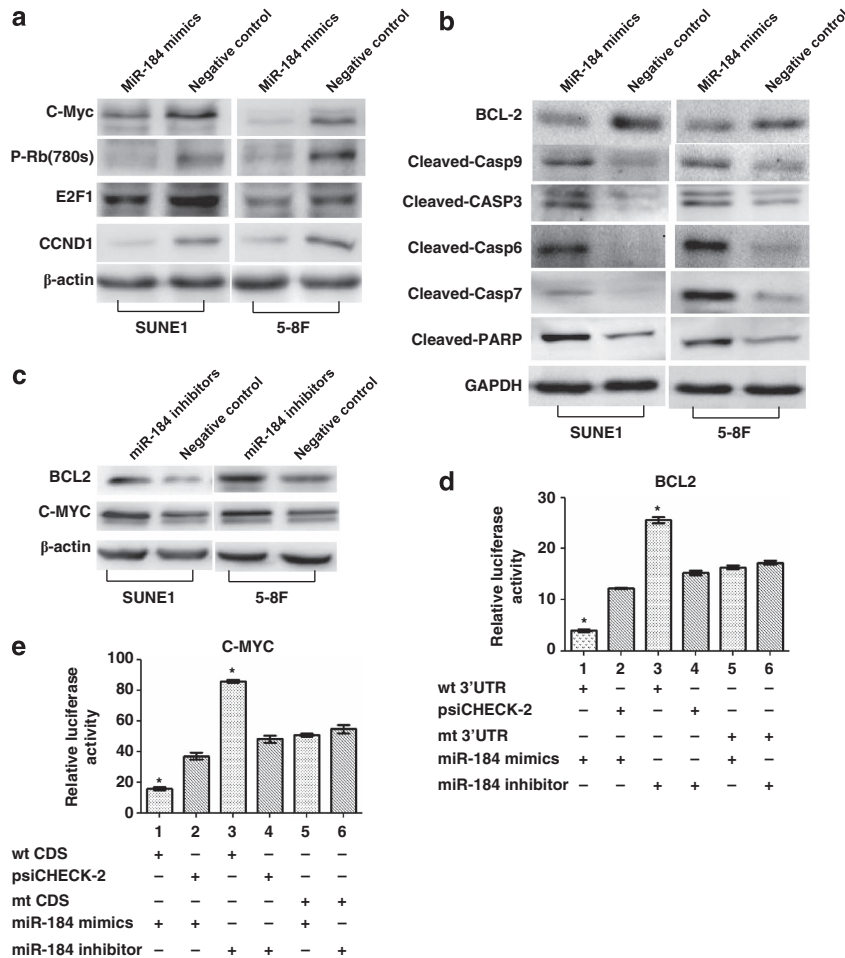 a
MiR-184 mimics
Negative control
MiR-184 mimics
Negative control
C-Myc
P-Rb(780s)
E2F1
CCND1
β-actin
SUNE1 5-8F
b
MiR-184 mimics
Negative control
MiR-184 mimics
Negative control
BCL-2
Cleaved-Casp9
Cleaved-CASP3
Cleaved-Casp6
Cleaved-Casp7
Cleaved-PARP
GAPDH
SUNE1 5-8F
c
miR-184 inhibitors
Negative control
miR-184 inhibitors
Negative control
BCL2
C-MYC
β-actin
SUNE1 5-8F
d
BCL2
Relative luciferase
activity
30
20
10
0
* *
1 2 3 4 5 6
wt 3'UTR + – + – – –
psiCHECK-2 – + – + – –
mt 3'UTR – – – – + +
miR-184 mimics + + – – + –
miR-184 inhibitor – – + + – +
e
C-MYC
Relative luciferase
activity
100
80
60
40
20
0
* *
1 2 3 4 5 6
wt CDS + – + – – –
psiCHECK-2 – + – + – –
mt CDS – – – – + +
miR-184 mimics + + – – + –
miR-184 inhibitor – – + + – +